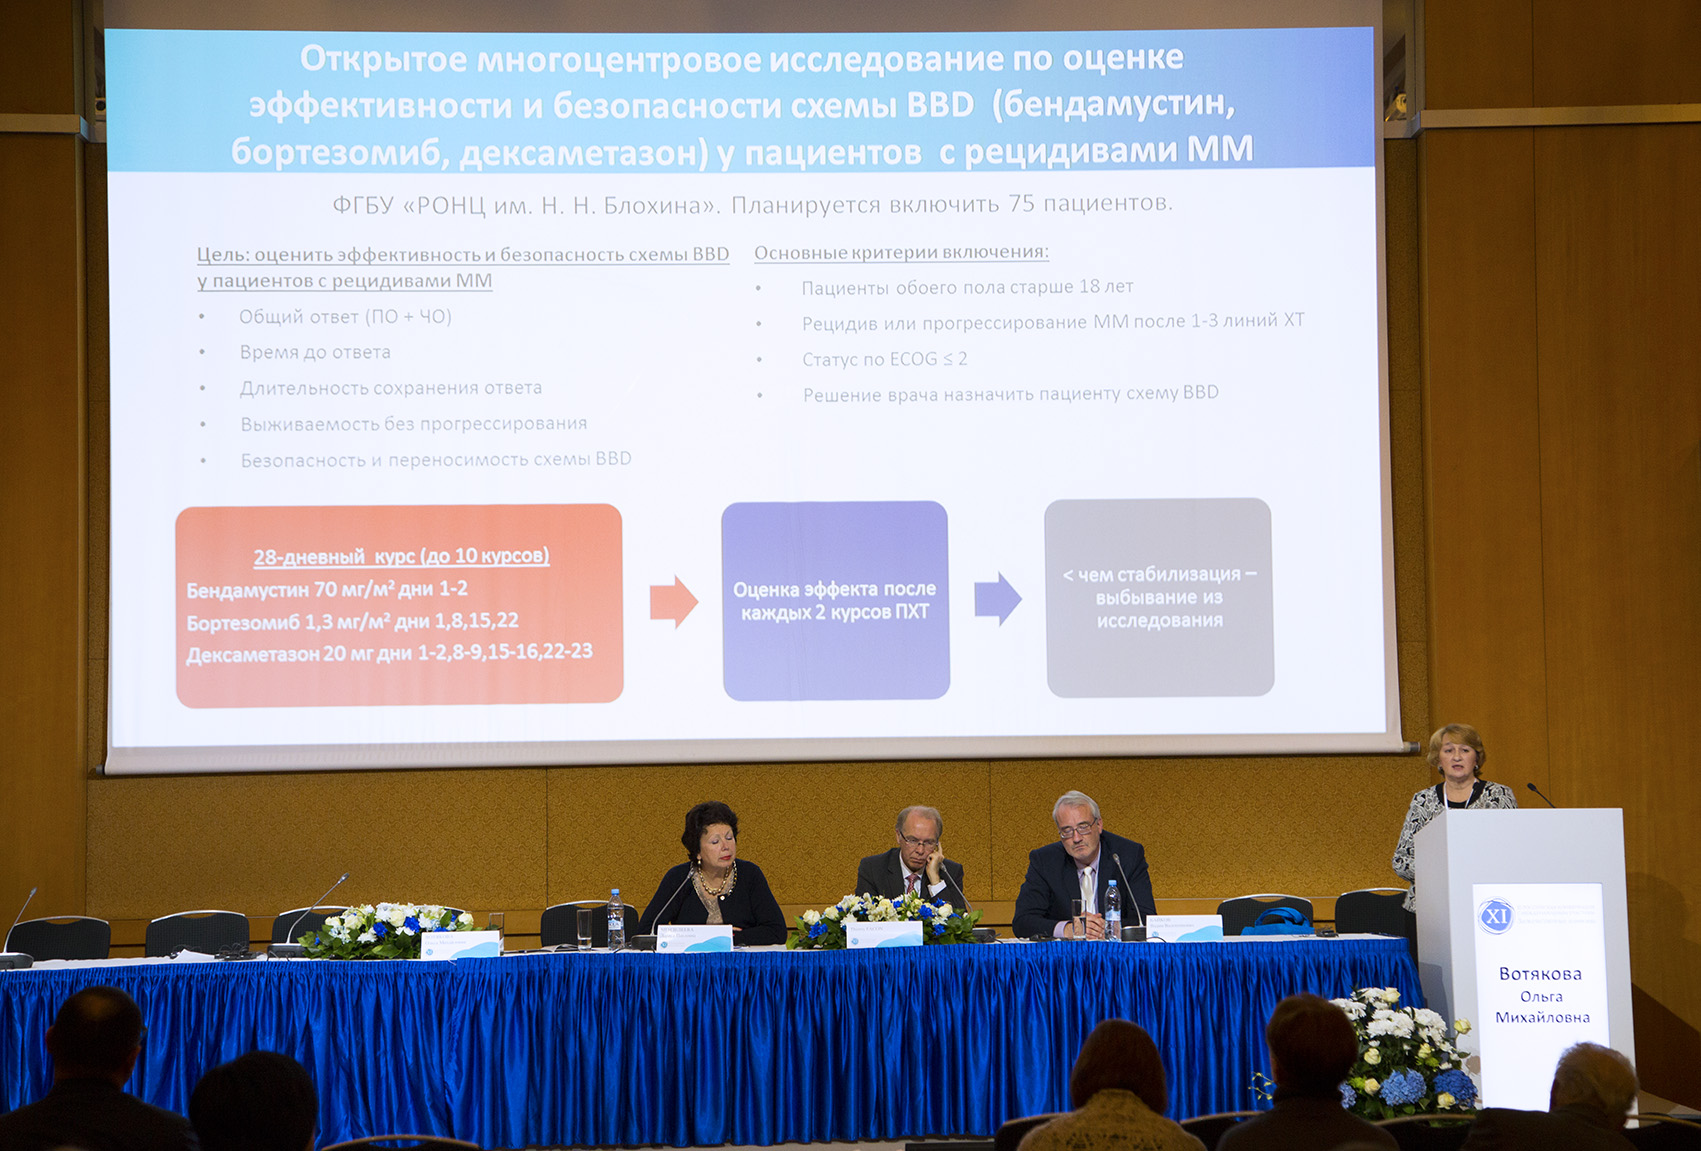 Открытое многоцентровое исследование по оценке
эффективности и безопасности схемы BBD (бендамустин,
бортезомиб, дексаметазон) у пациентов с рецидивами ММ
ФГБУ «РОНЦ им. Н. Н. Блохина». Планируется включить 75 пациентов.
Цель: оценить эффективность и безопасность схемы BBD
у пациентов с рецидивами ММ
• Общий ответ (ПО + ЧО)
• Время до ответа
• Длительность сохранения ответа
• Выживаемость без прогрессирования
• Безопасность и переносимость схемы BBD
Основные критерии включения:
• Пациенты обоего пола старше 18 лет
• Рецидив или прогрессирование ММ после 1-3 линий ХТ
• Статус по ECOG ≤ 2
• Решение врача назначить пациенту схему BBD
28-дневный курс (до 10 курсов)
Бендамустин 70 мг/м² дни 1-2
Бортезомиб 1,3 мг/м² дни 1,8,15,22
Дексаметазон 20 мг дни 1-2,8-9,15-16,22-23
Оценка эффекта после
каждых 2 курсов ПХТ
< чем стабилизация –
выбывание из
исследования
XI
Вотякова
Ольга
Михайловна